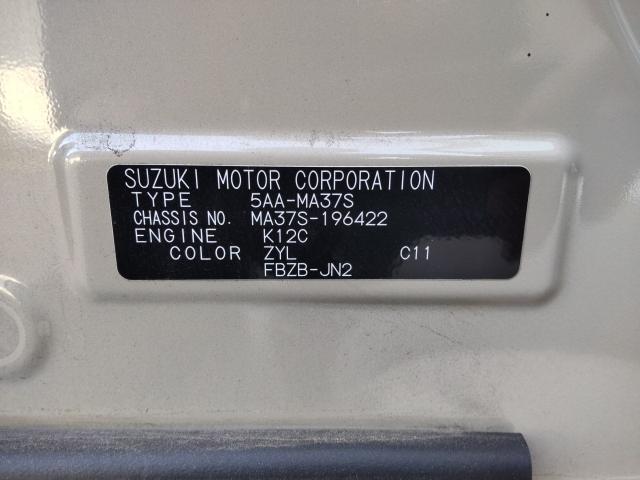 SUZUKI MOTOR CORPORATION
TYPE 5AA-MA37S
CHASSIS NO. MA37S-196422
ENGINE K12C
COLOR ZYL C11
FBZB-JN2